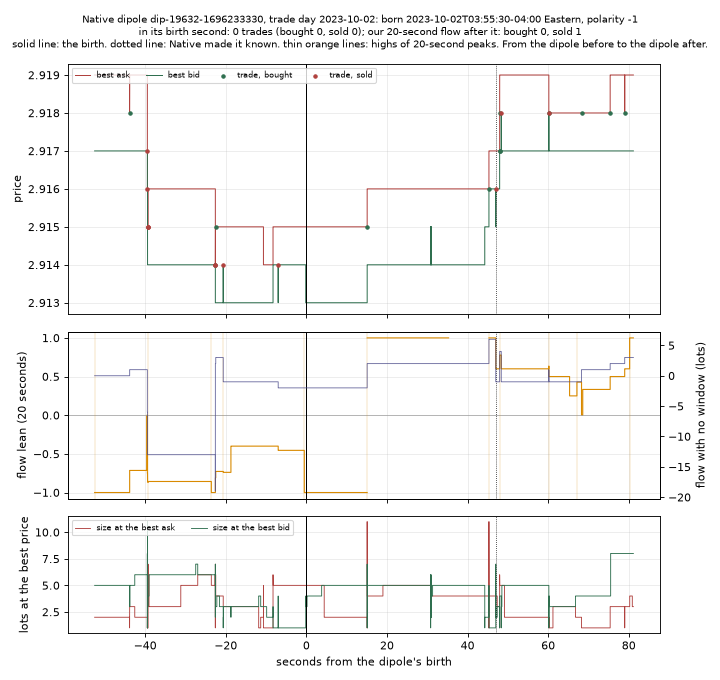 Native dipole dip-19632-1696233330, trade day 2023-10-02: born 2023-10-02T03:55:30-04:00 Eastern, polarity -1
in its birth second: 0 trades (bought 0, sold 0); our 20-second flow after it: bought 0, sold 1
solid line: the birth. dotted line: Native made it known. thin orange lines: highs of 20-second peaks. From the dipole before to the dipole after.
best ask
best bid
trade, bought
trade, sold
2.919
2.918
2.917
2.916
2.915
2.914
2.913
price
1.0
0.5
0.0
−0.5
−1.0
flow lean (20 seconds)
5
0
−5
−10
−15
−20
flow with no window (lots)
size at the best ask
size at the best bid
10.0
7.5
5.0
2.5
lots at the best price
−40
−20
0
20
40
60
80
seconds from the dipole's birth